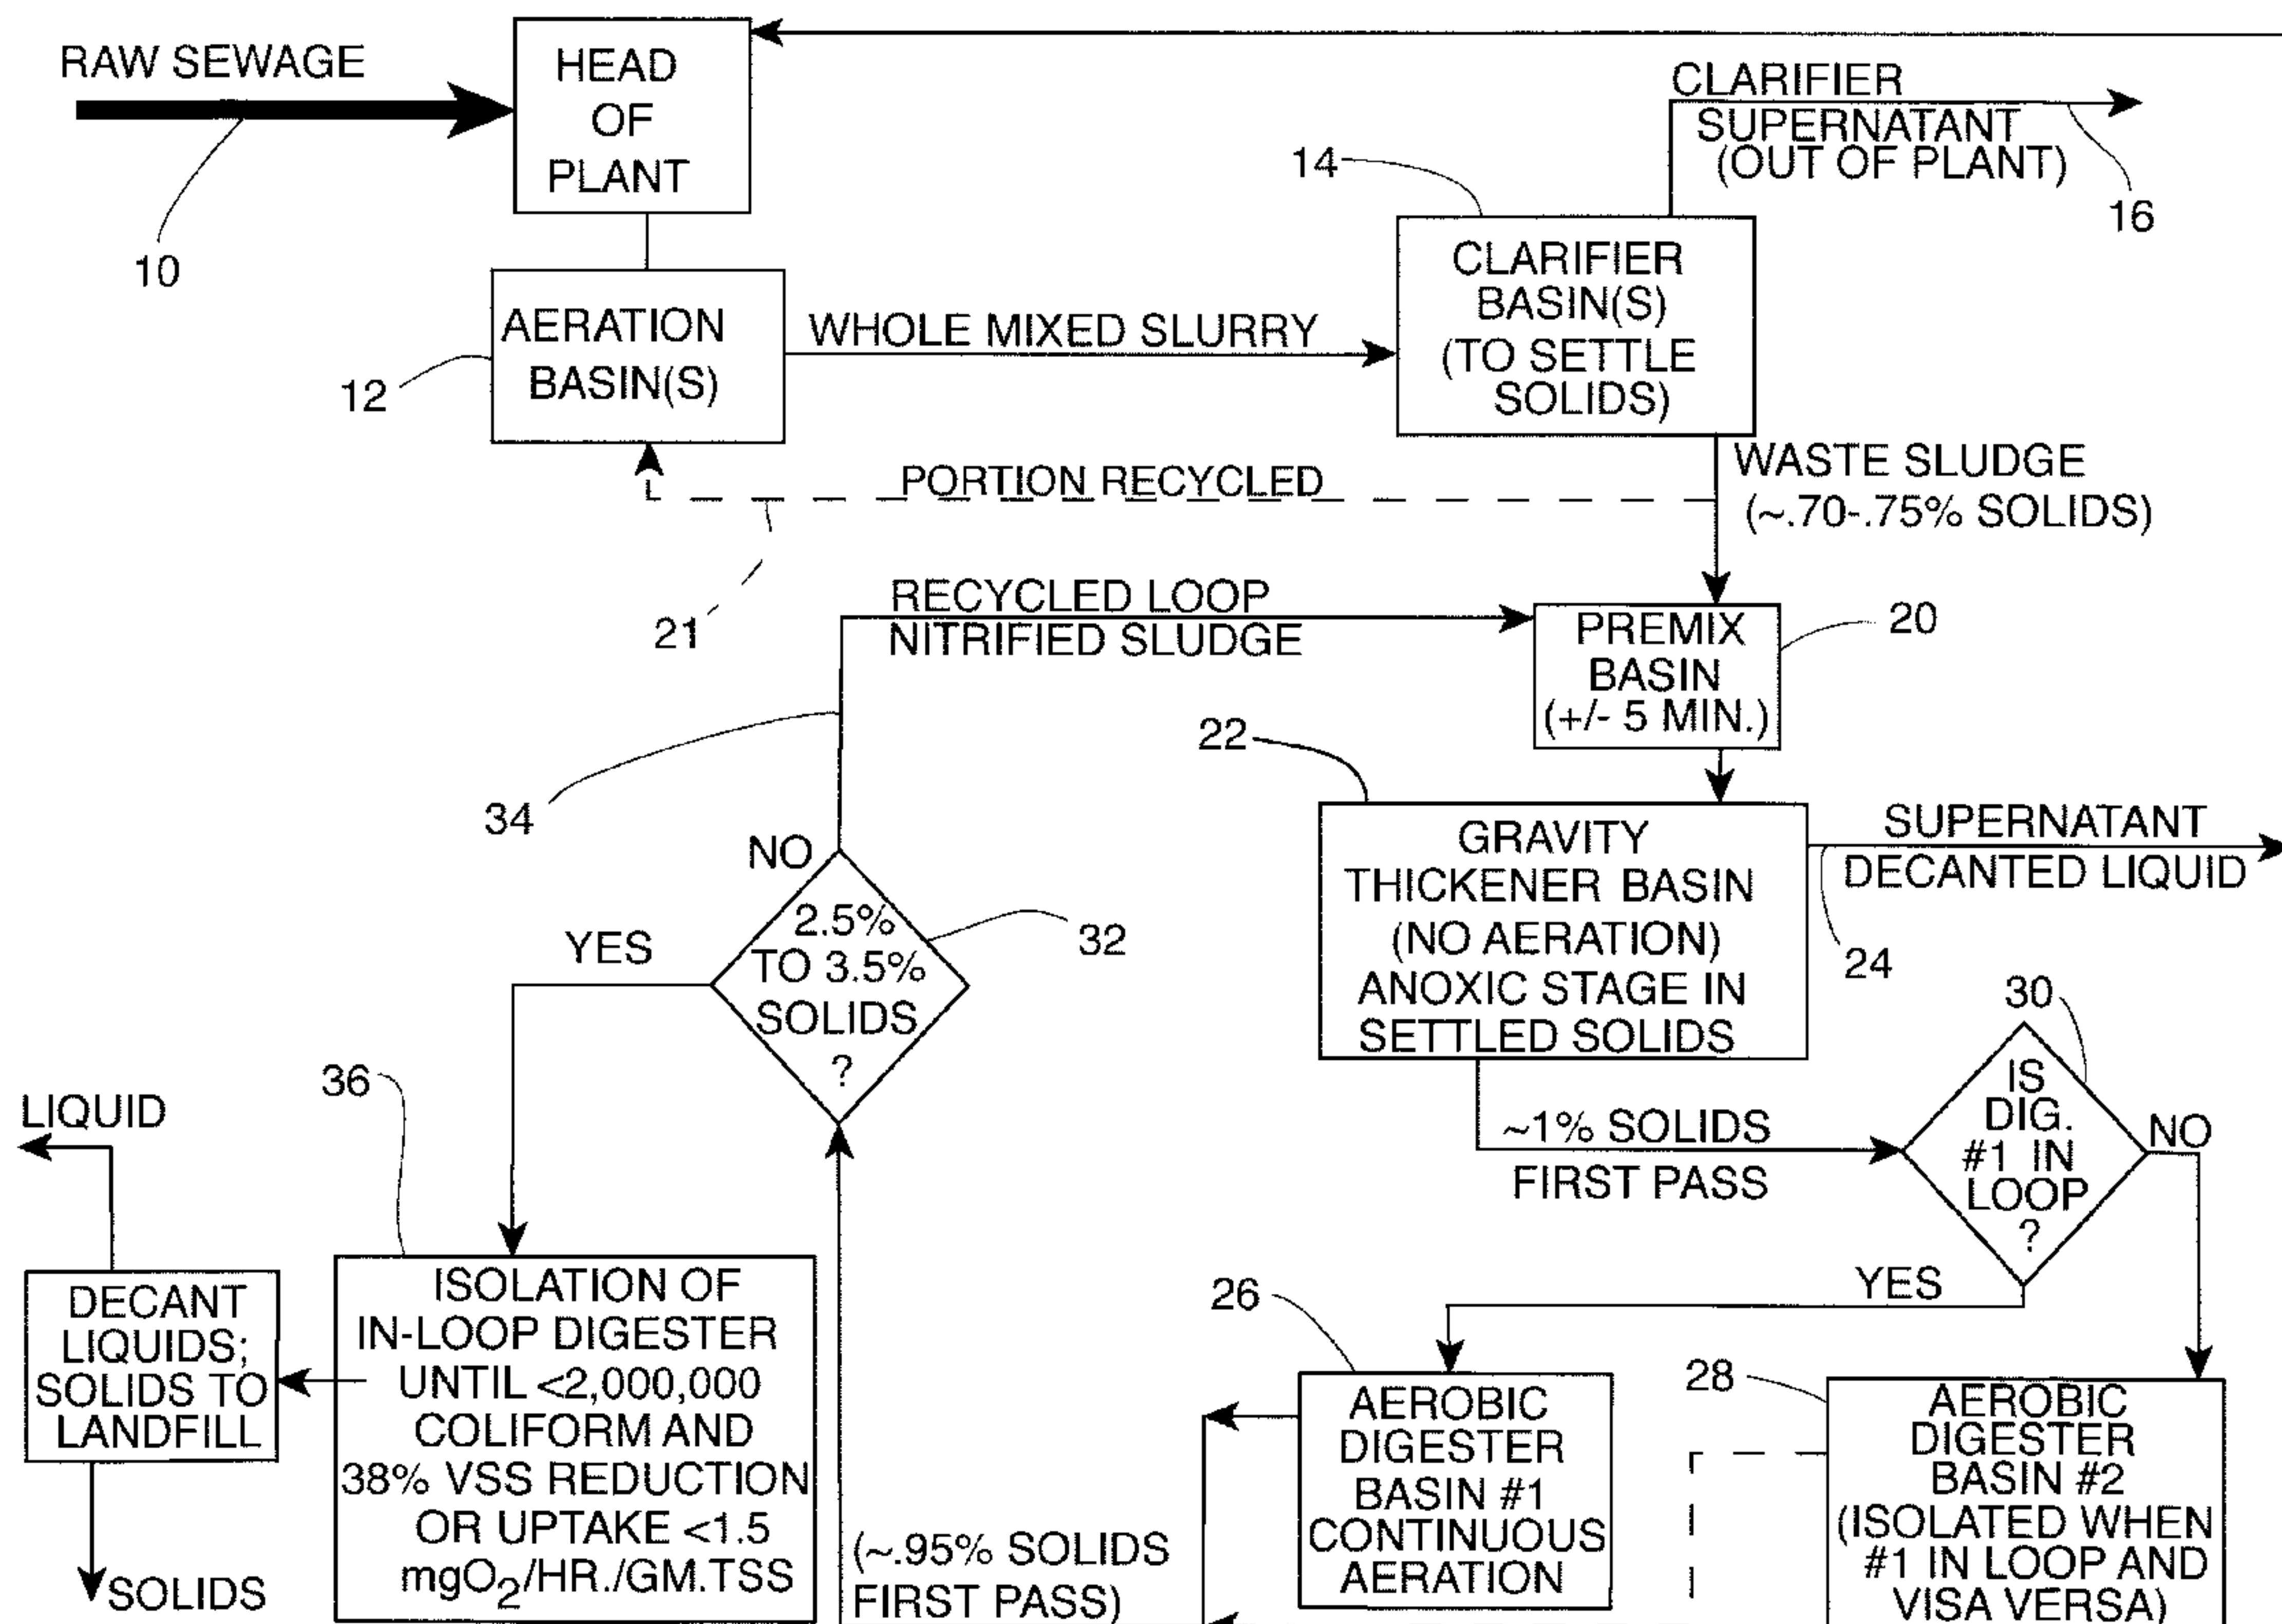 RAW SEWAGE
HEAD
OF
PLANT
10
CLARIFIER
SUPERNATANT
(OUT OF PLANT)
16
14
CLARIFIER
BASIN(S)
(TO SETTLE
SOLIDS)
AERATION
BASIN(S)
12
WHOLE MIXED SLURRY
PORTION RECYCLED
21
WASTE SLUDGE
(~.70-.75% SOLIDS)
RECYCLED LOOP
NITRIFIED SLUDGE
PREMIX
BASIN
(+/- 5 MIN.)
20
34
22
GRAVITY
THICKENER BASIN
(NO AERATION)
ANOXIC STAGE IN
SETTLED SOLIDS
SUPERNATANT
DECANTED LIQUID
24
NO
2.5%
TO 3.5%
SOLIDS
?
32
YES
~1% SOLIDS
FIRST PASS
30
IS
DIG.
#1 IN
LOOP
?
NO
YES
36
ISOLATION OF
IN-LOOP DIGESTER
UNTIL <2,000,000
COLIFORM AND
38% VSS REDUCTION
OR UPTAKE <1.5
mgO2/HR./GM.TSS
LIQUID
DECANT
LIQUIDS;
SOLIDS TO
LANDFILL
SOLIDS
(~.95% SOLIDS
FIRST PASS)
26
AEROBIC
DIGESTER
BASIN #1
CONTINUOUS
AERATION
28
AEROBIC
DIGESTER
BASIN #2
(ISOLATED WHEN
#1 IN LOOP AND
VISA VERSA)